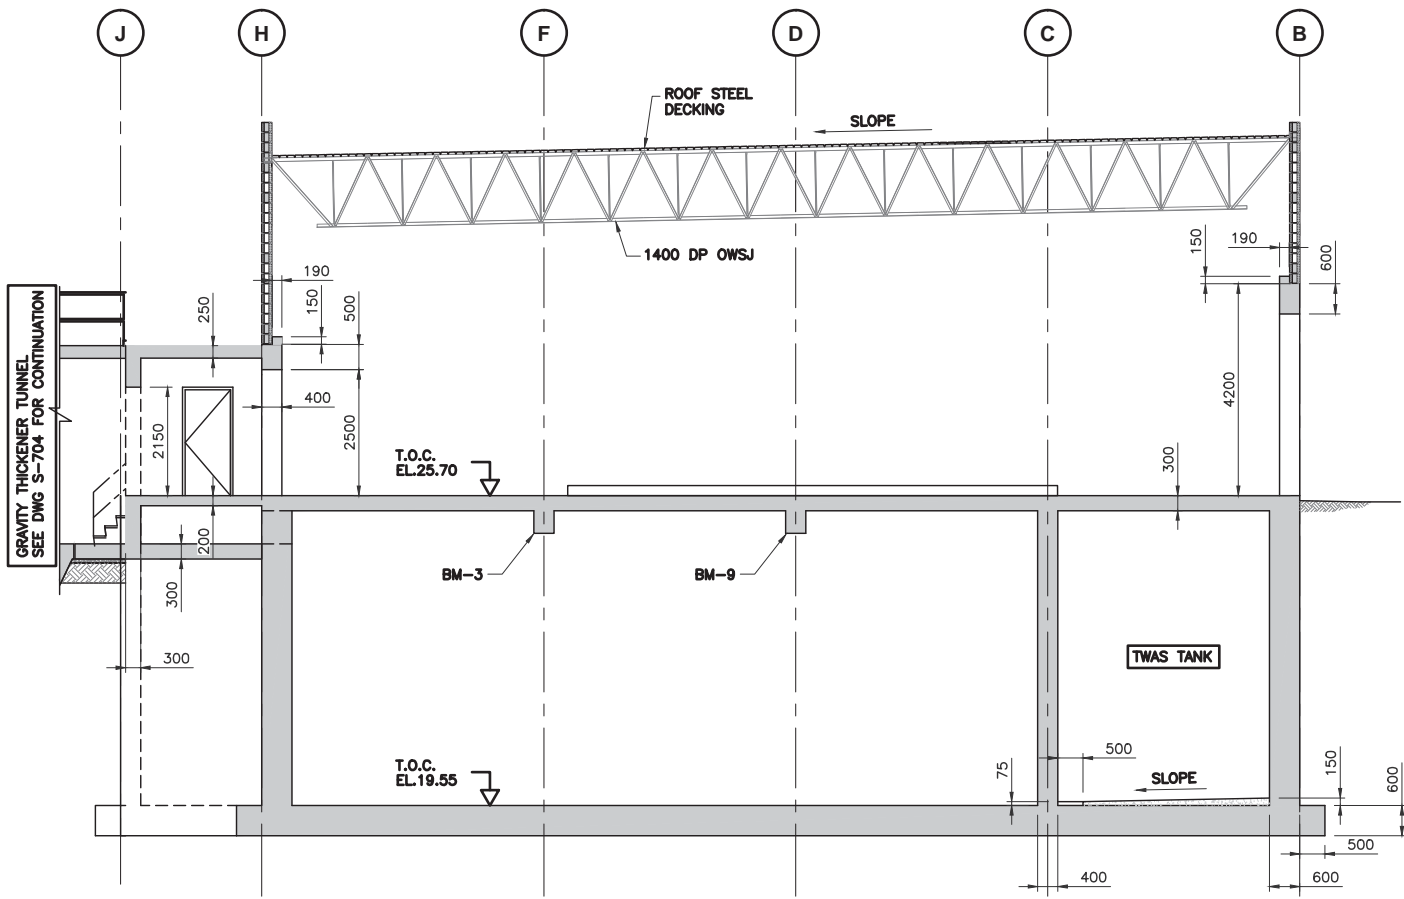 J
H
F
D
C
B
ROOF STEEL
DECKING
SLOPE
1400 DP OWSJ
190
150
500
250
400
2500
2150
150
190
600
4200
300
GRAVITY THICKENER TUNNEL
SEE DWG S-704 FOR CONTINUATION
T.O.C.
EL.25.70
200
300
300
BM-3
BM-9
TWAS TANK
T.O.C.
EL.19.55
75
500
SLOPE
150
600
500
400
600